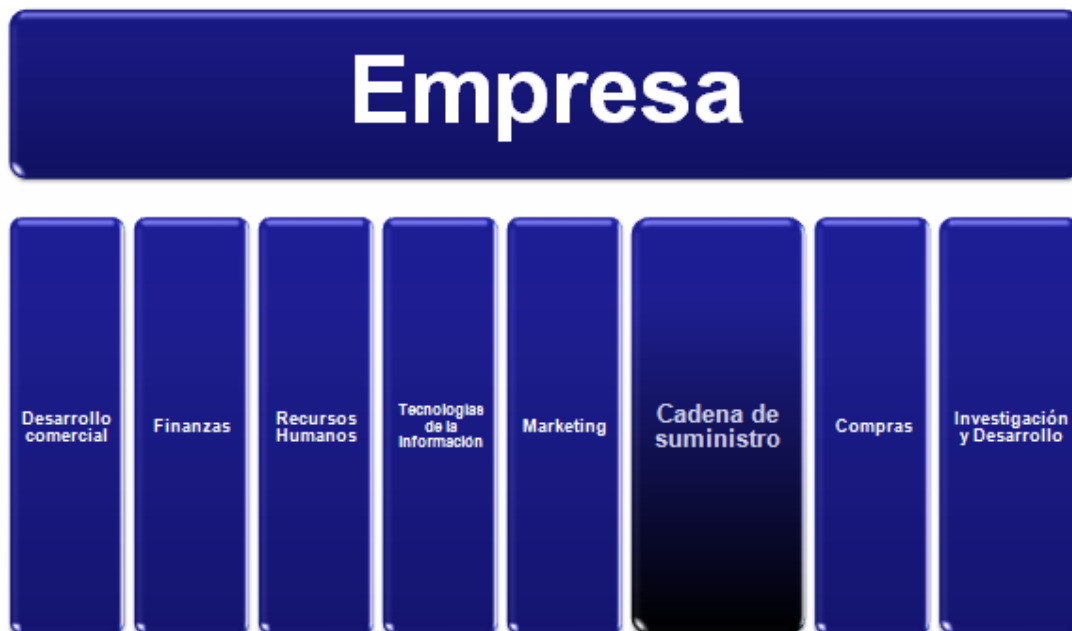 Empresa
Desarrollo
comercial
Finanzas
Recursos
Humanos
Tecnologías
de la
Información
Marketing
Cadena de
suministro
Compras
Investigación
y Desarrollo